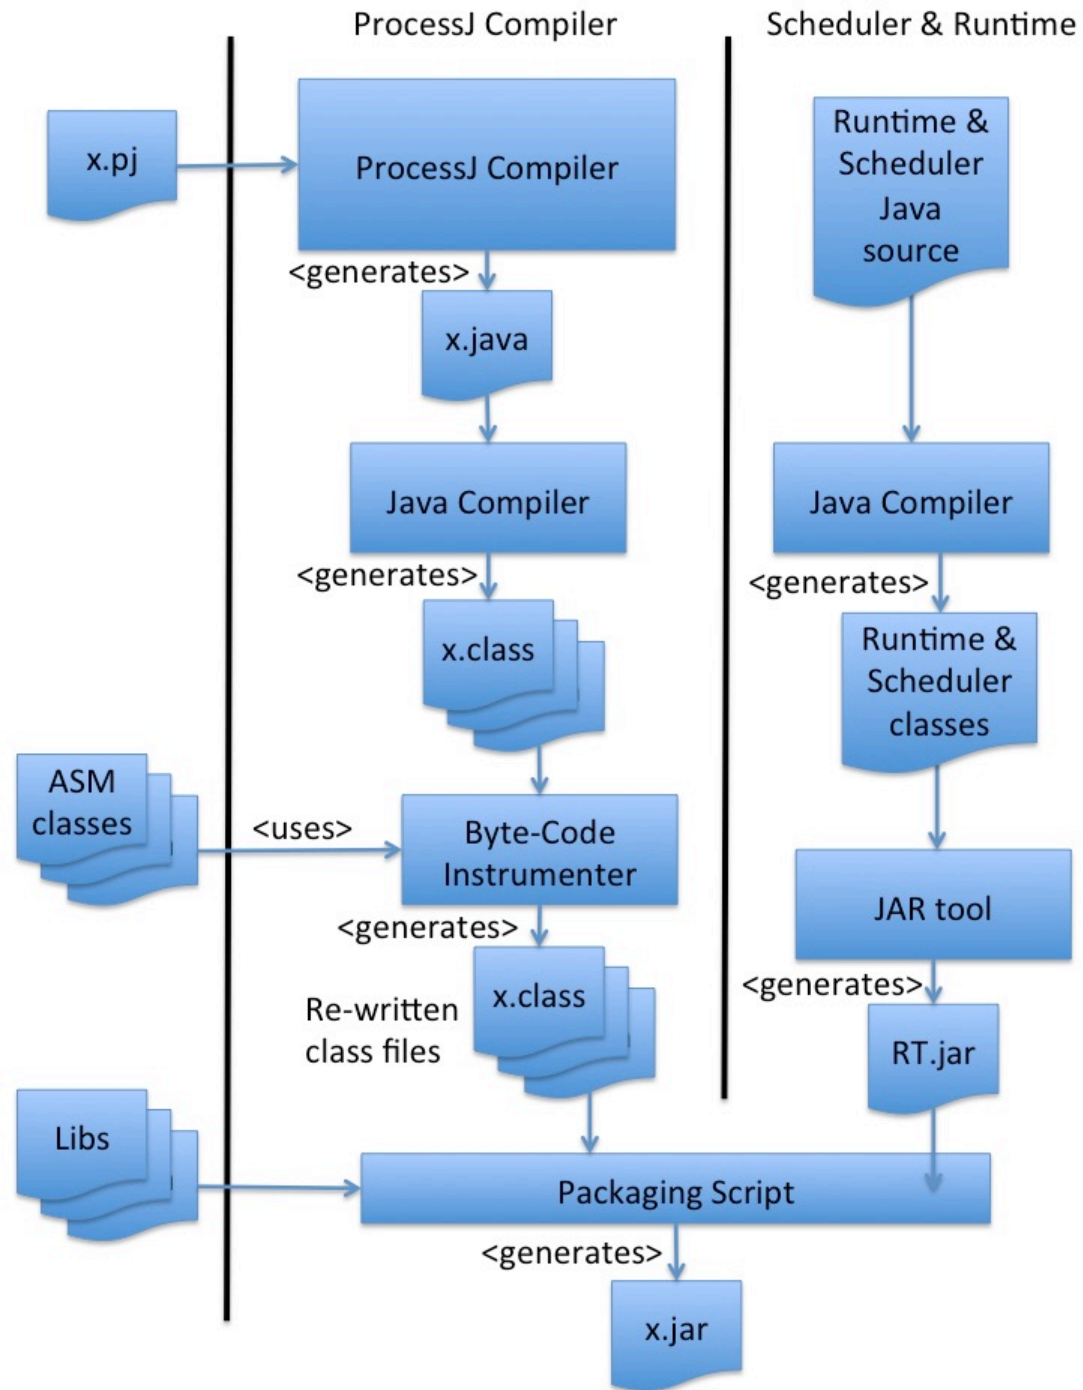 ProcessJ Compiler
Scheduler & Runtime
x.pj
ProcessJ Compiler
<generates>
x.java
Java Compiler
<generates>
x.class
ASM
classes
<uses>
Byte-Code
Instrumenter
<generates>
Re-written
class files
x.class
Libs
Runtime &
Scheduler
Java
source
Java Compiler
<generates>
Runtime &
Scheduler
classes
JAR tool
<generates>
RT.jar
Packaging Script
<generates>
x.jar